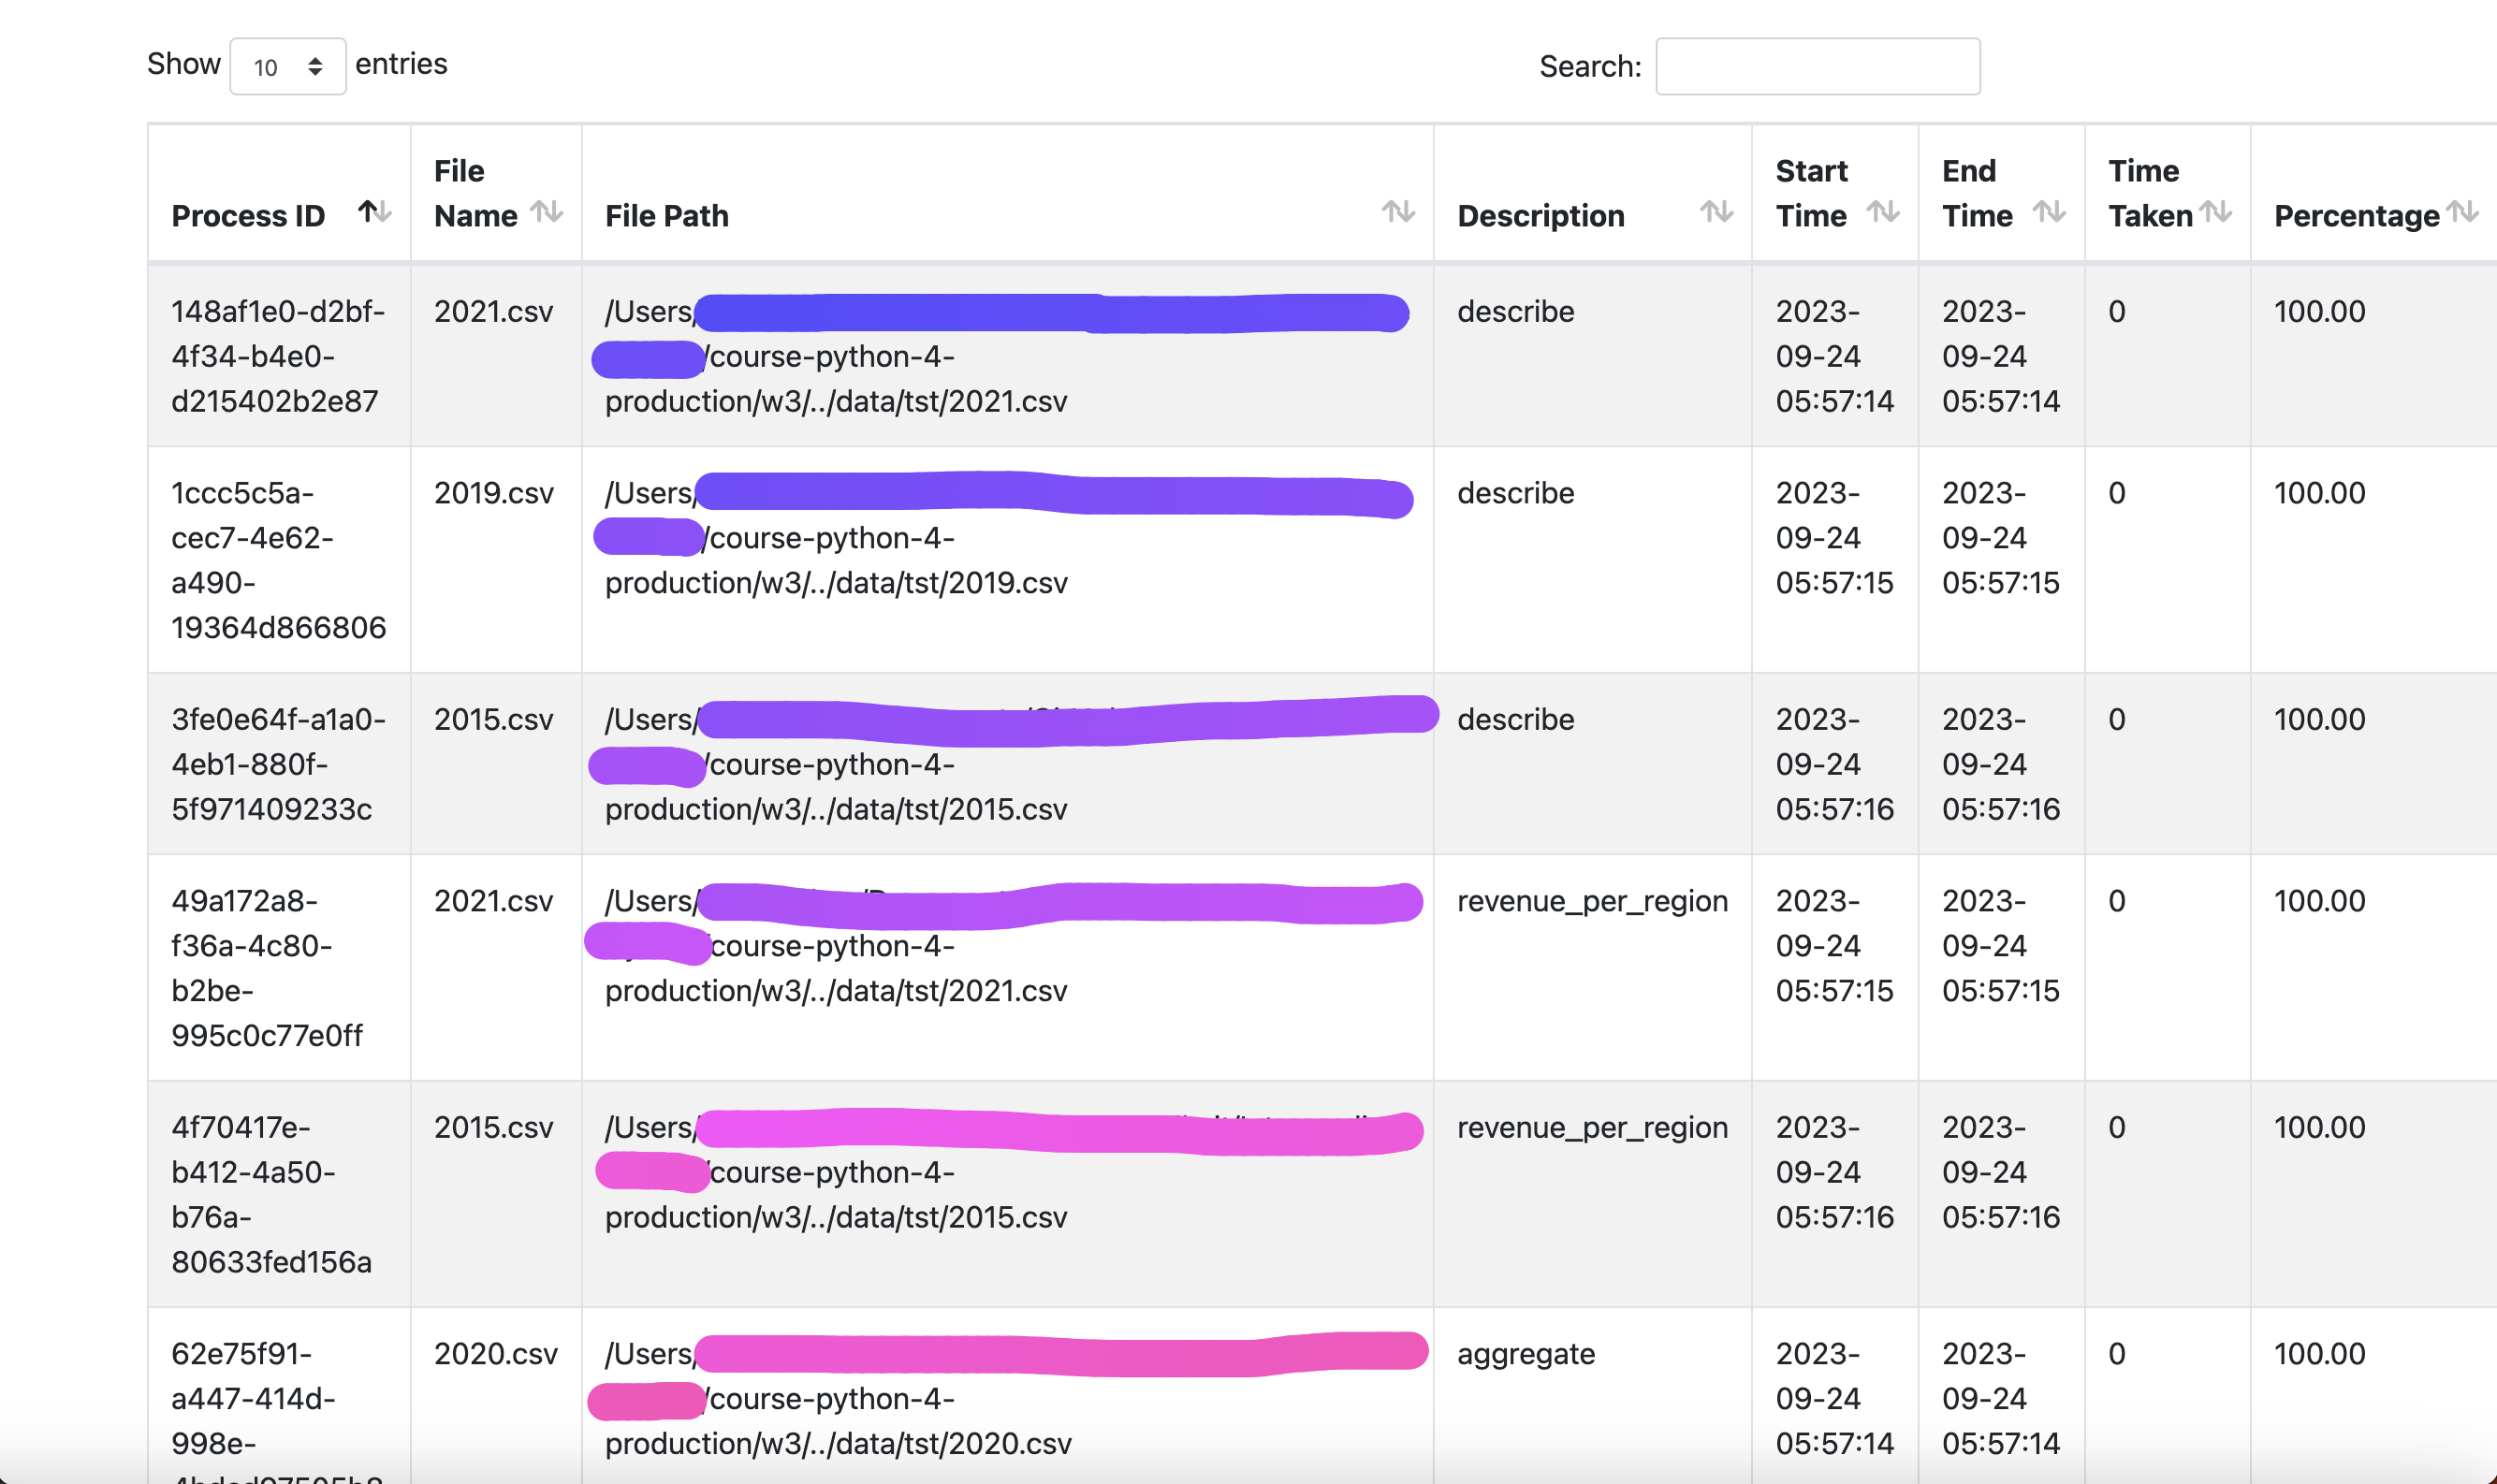 Show 10 entries
Search:
Process ID
File
Name
File Path
Description
Start
Time
End
Time
Time
Taken
Percentage
148af1e0-d2bf-
4f34-b4e0-
d215402b2e87
2021.csv
/Users/
/course-python-4-
production/w3/../data/tst/2021.csv
describe
2023-
09-24
05:57:14
2023-
09-24
05:57:14
0
100.00
1ccc5c5a-
cec7-4e62-
a490-
19364d866806
2019.csv
/Users/
/course-python-4-
production/w3/../data/tst/2019.csv
describe
2023-
09-24
05:57:15
2023-
09-24
05:57:15
0
100.00
3fe0e64f-a1a0-
4eb1-880f-
5f971409233c
2015.csv
/Users/
/course-python-4-
production/w3/../data/tst/2015.csv
describe
2023-
09-24
05:57:16
2023-
09-24
05:57:16
0
100.00
49a172a8-
f36a-4c80-
b2be-
995c0c77e0ff
2021.csv
/Users/
course-python-4-
production/w3/../data/tst/2021.csv
revenue_per_region
2023-
09-24
05:57:15
2023-
09-24
05:57:15
0
100.00
4f70417e-
b412-4a50-
b76a-
80633fed156a
2015.csv
/Users/
course-python-4-
production/w3/../data/tst/2015.csv
revenue_per_region
2023-
09-24
05:57:16
2023-
09-24
05:57:16
0
100.00
62e75f91-
a447-414d-
998e-
2020.csv
/Users/
/course-python-4-
production/w3/../data/tst/2020.csv
aggregate
2023-
09-24
05:57:14
2023-
09-24
05:57:14
0
100.00